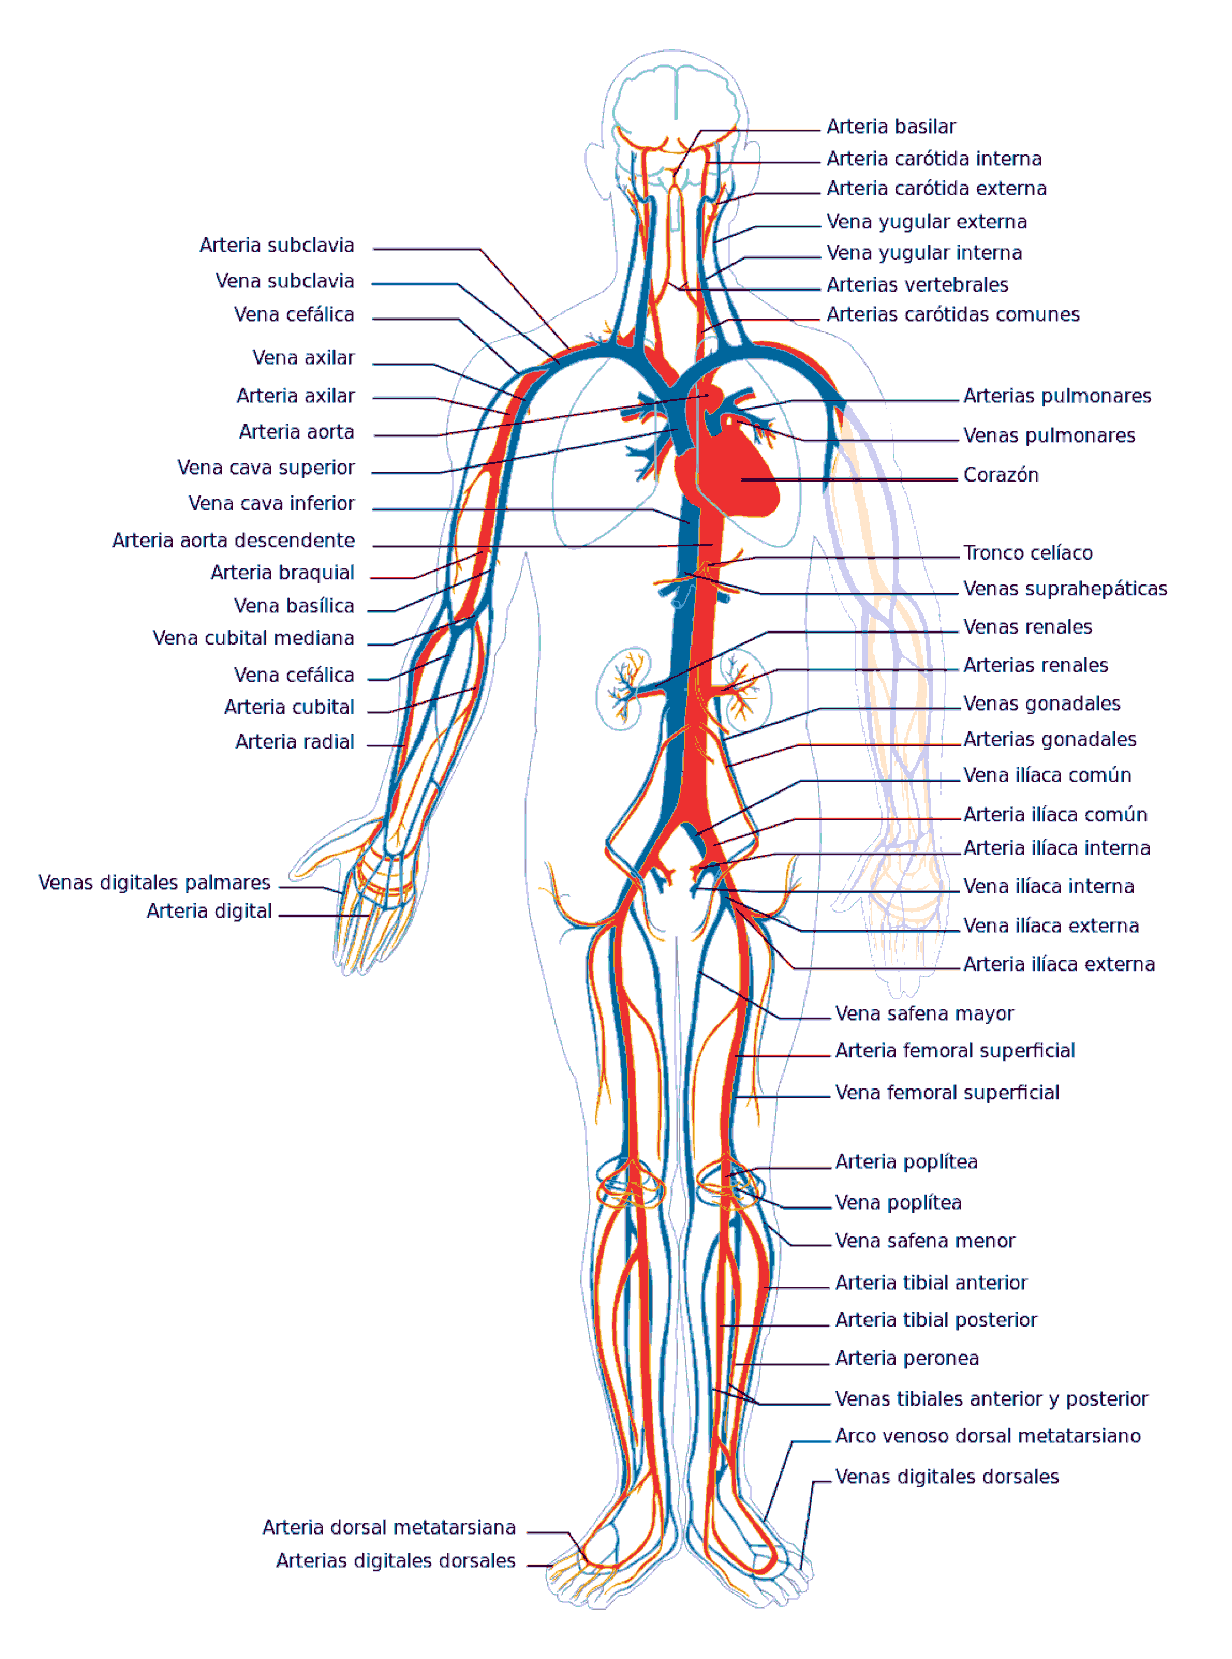 Arteria basilar
Arteria carótida interna
Arteria carótida externa
Vena yugular externa
Vena yugular interna
Arterias vertebrales
Arterias carótidas comunes
Arteria subclavia
Vena subclavia
Vena cefálica
Vena axilar
Arteria axilar
Arteria aorta
Vena cava superior
Vena cava inferior
Arteria aorta descendente
Arteria braquial
Vena basílica
Vena cubital mediana
Vena cefálica
Arteria cubital
Arteria radial
Venas digitales palmares
Arteria digital
Arterias pulmonares
Venas pulmonares
Corazón
Tronco celíaco
Venas suprahepáticas
Venas renales
Arterias renales
Venas gonadales
Arterias gonadales
Vena ilíaca común
Arteria ilíaca común
Arteria ilíaca interna
Vena ilíaca interna
Vena ilíaca externa
Arteria ilíaca externa
Vena safena mayor
Arteria femoral superficial
Vena femoral superficial
Arteria poplítea
Vena poplítea
Vena safena menor
Arteria tibial anterior
Arteria tibial posterior
Arteria peronea
Venas tibiales anterior y posterior
Arco venoso dorsal metatarsiano
Venas digitales dorsales
Arteria dorsal metatarsiana
Arterias digitales dorsales